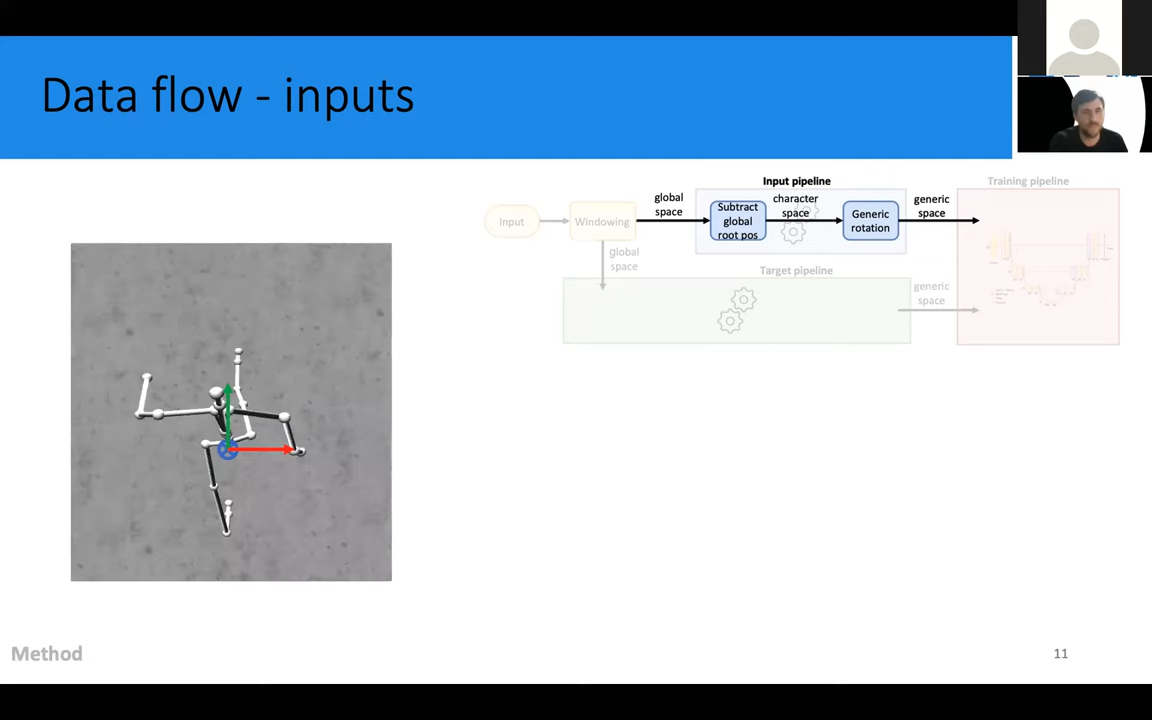 Data flow - inputs
Input pipeline
Training pipeline
global
space
character
space
generic
space
Input
Windowing
Subtract
global
root pos
Generic
rotation
global
space
Target pipeline
generic
space
Method
11